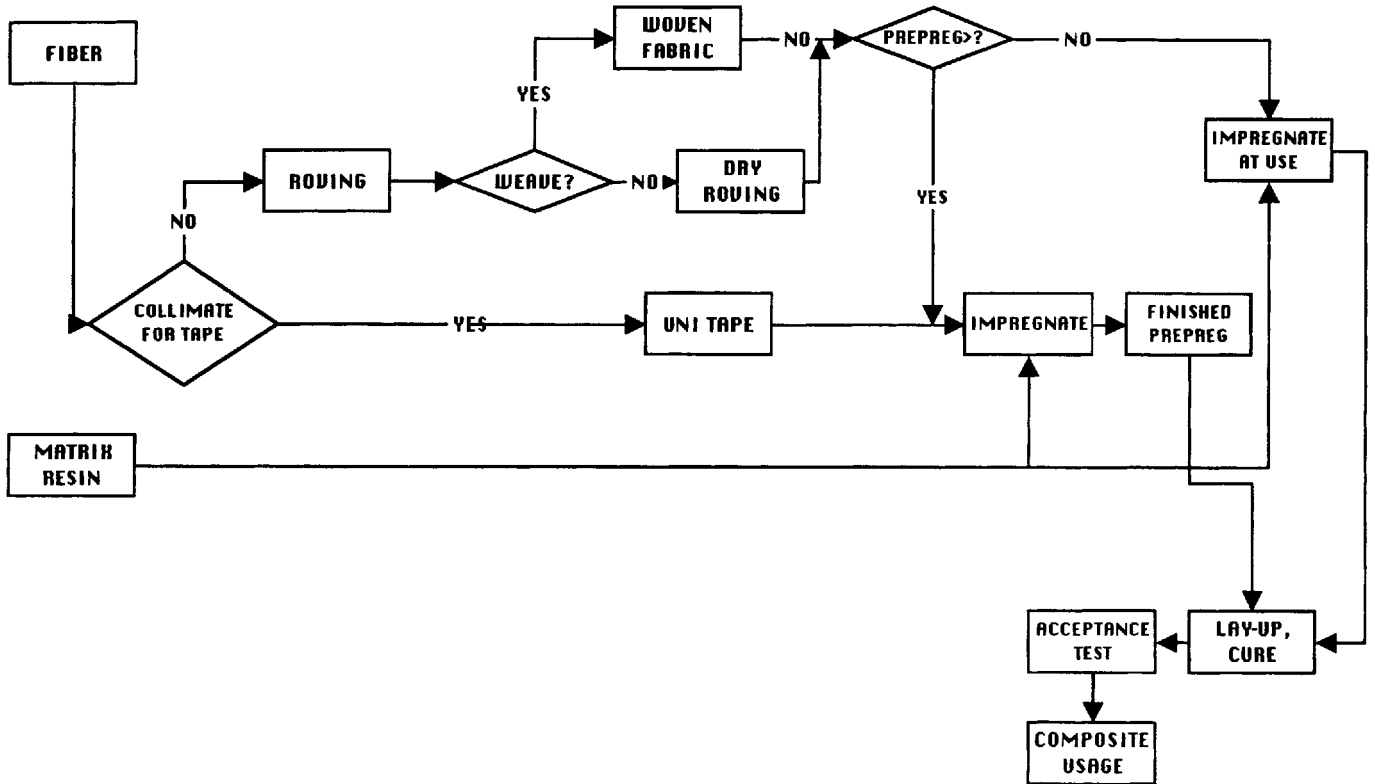 FIBER
WOVEN
FABRIC
NO
PREPREG>?
NO
YES
IMPREGNATE
AT USE
ROVING
WEAVE?
NO
DRY
ROVING
YES
NO
COLLIMATE
FOR TAPE
YES
UNI TAPE
IMPREGNATE
FINISHED
PREPREG
MATRIX
RESIN
ACCEPTANCE
TEST
LAY-UP,
CURE
COMPOSITE
USAGE